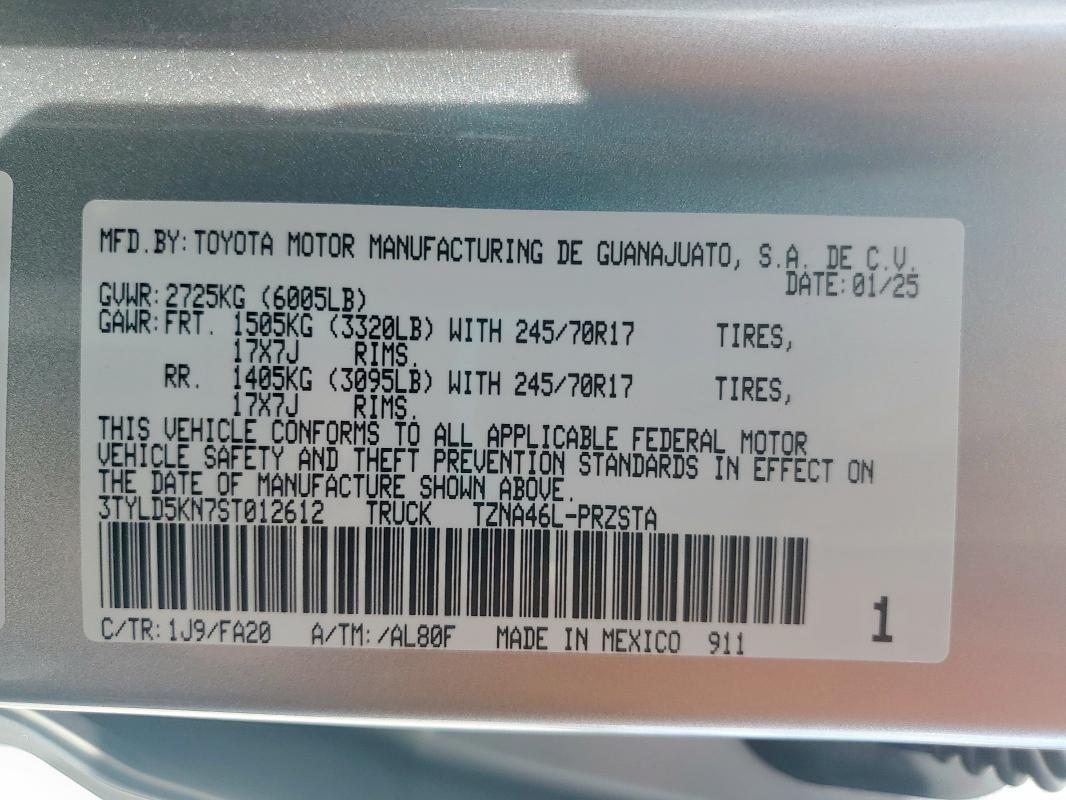 MFD.BY:TOYOTA MOTOR MANUFACTURING DE GUANAJUATO, S.A. DE C.V.
DATE:01/25
GVWR:2725KG (6005LB)
GAWR:FRT. 1505KG (3320LB) WITH 245/70R17 TIRES,
17X7J RIMS.
RR. 1405KG (3095LB) WITH 245/70R17 TIRES,
17X7J RIMS.
THIS VEHICLE CONFORMS TO ALL APPLICABLE FEDERAL MOTOR
VEHICLE SAFETY AND THEFT PREVENTION STANDARDS IN EFFECT ON
THE DATE OF MANUFACTURE SHOWN ABOVE.
3TYLD5KN7ST012612 TRUCK TZNA46L-PRZSTA
1
C/TR:1J9/FA20 A/TM:/AL80F MADE IN MEXICO 911